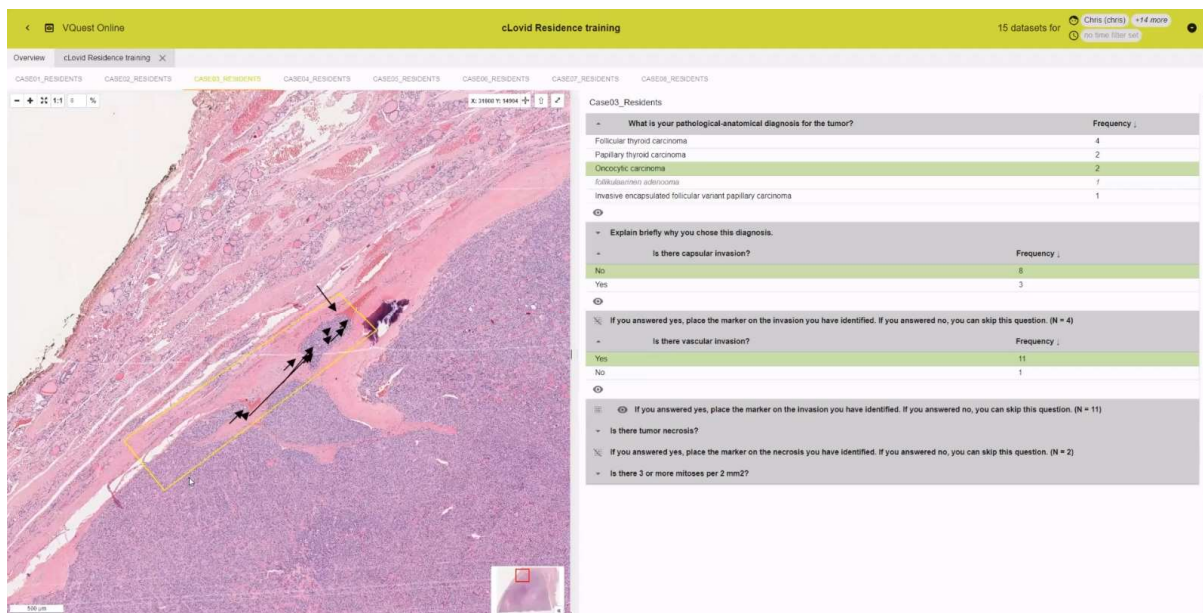 VQuest Online
cLovid Residence training
15 datasets for
Chris (chris) +14 more
no time filter set
Overview
cLovid Residence training
CASE01_RESIDENTS
CASE02_RESIDENTS
CASE03_RESIDENTS
CASE04_RESIDENTS
CASE05_RESIDENTS
CASE06_RESIDENTS
CASE07_RESIDENTS
CASE08_RESIDENTS
1:1
%
500 µm
Case03_Residents
What is your pathological-anatomical diagnosis for the tumor? Frequency ↓
Follicular thyroid carcinoma 4
Papillary thyroid carcinoma 2
Oncocytic carcinoma 2
1
Invasive encapsulated follicular variant papillary carcinoma 1
Explain briefly why you chose this diagnosis.
Is there capsular invasion? Frequency ↓
No 8
Yes 3
If you answered yes, place the marker on the invasion you have identified. If you answered no, you can skip this question. (N = 4)
Is there vascular invasion? Frequency ↓
Yes 11
No 1
If you answered yes, place the marker on the invasion you have identified. If you answered no, you can skip this question. (N = 11)
Is there tumor necrosis?
If you answered yes, place the marker on the necrosis you have identified. If you answered no, you can skip this question. (N = 2)
Is there 3 or more mitoses per 2 mm2?